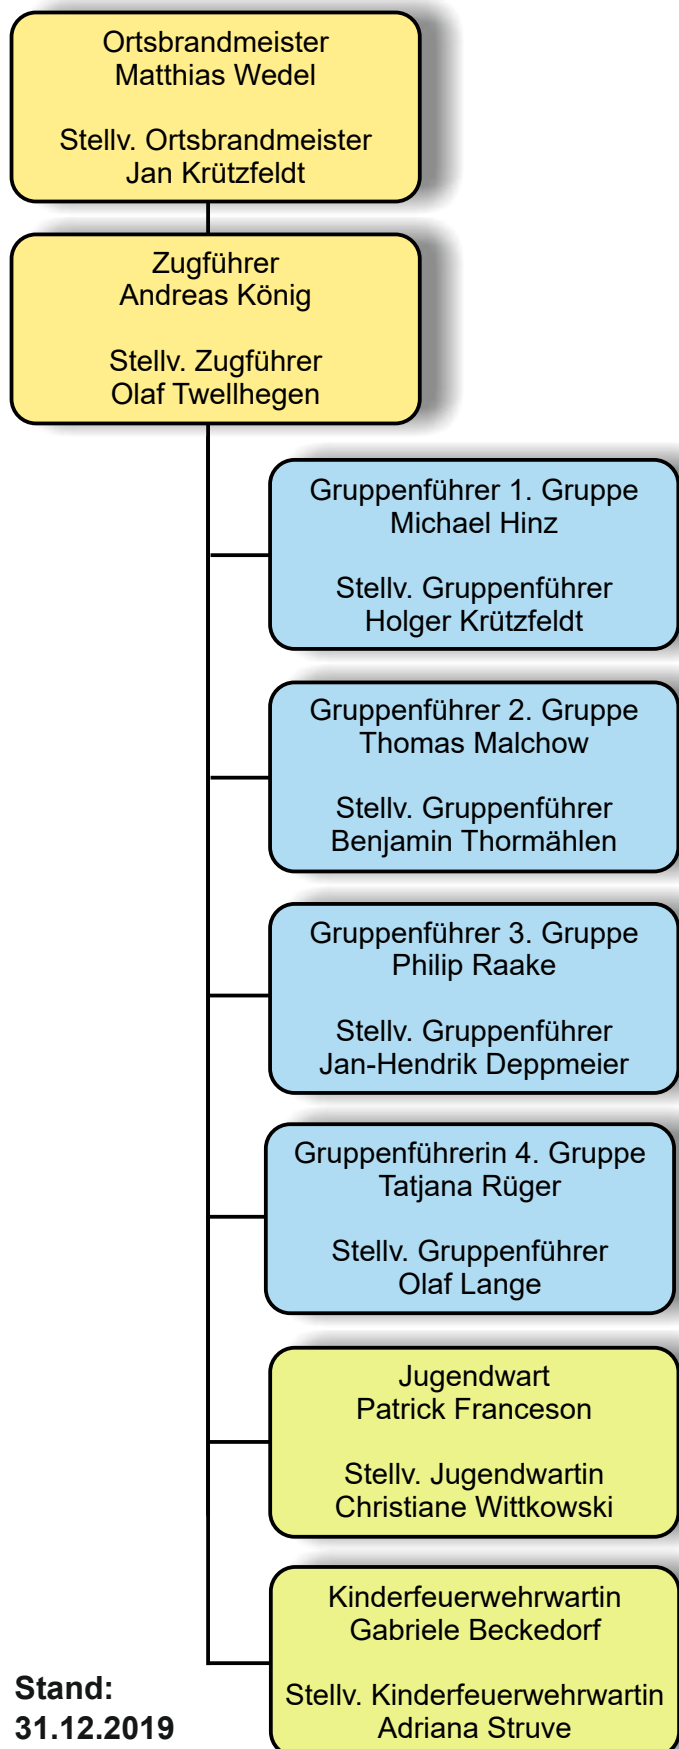 Ortsbrandmeister
Matthias Wedel
Stellv. Ortsbrandmeister
Jan Krützfeldt
Zugführer
Andreas König
Stellv. Zugführer
Olaf Twellhegen
Gruppenführer 1. Gruppe
Michael Hinz
Stellv. Gruppenführer
Holger Krützfeldt
Gruppenführer 2. Gruppe
Thomas Malchow
Stellv. Gruppenführer
Benjamin Thormählen
Gruppenführer 3. Gruppe
Philip Raake
Stellv. Gruppenführer
Jan-Hendrik Deppmeier
Gruppenführerin 4. Gruppe
Tatjana Rüger
Stellv. Gruppenführer
Olaf Lange
Jugendwart
Patrick Franceson
Stellv. Jugendwartin
Christiane Wittkowski
Kinderfeuerwehrwartin
Gabriele Beckedorf
Stellv. Kinderfeuerwehrwartin
Adriana Struve
Stand:
31.12.2019